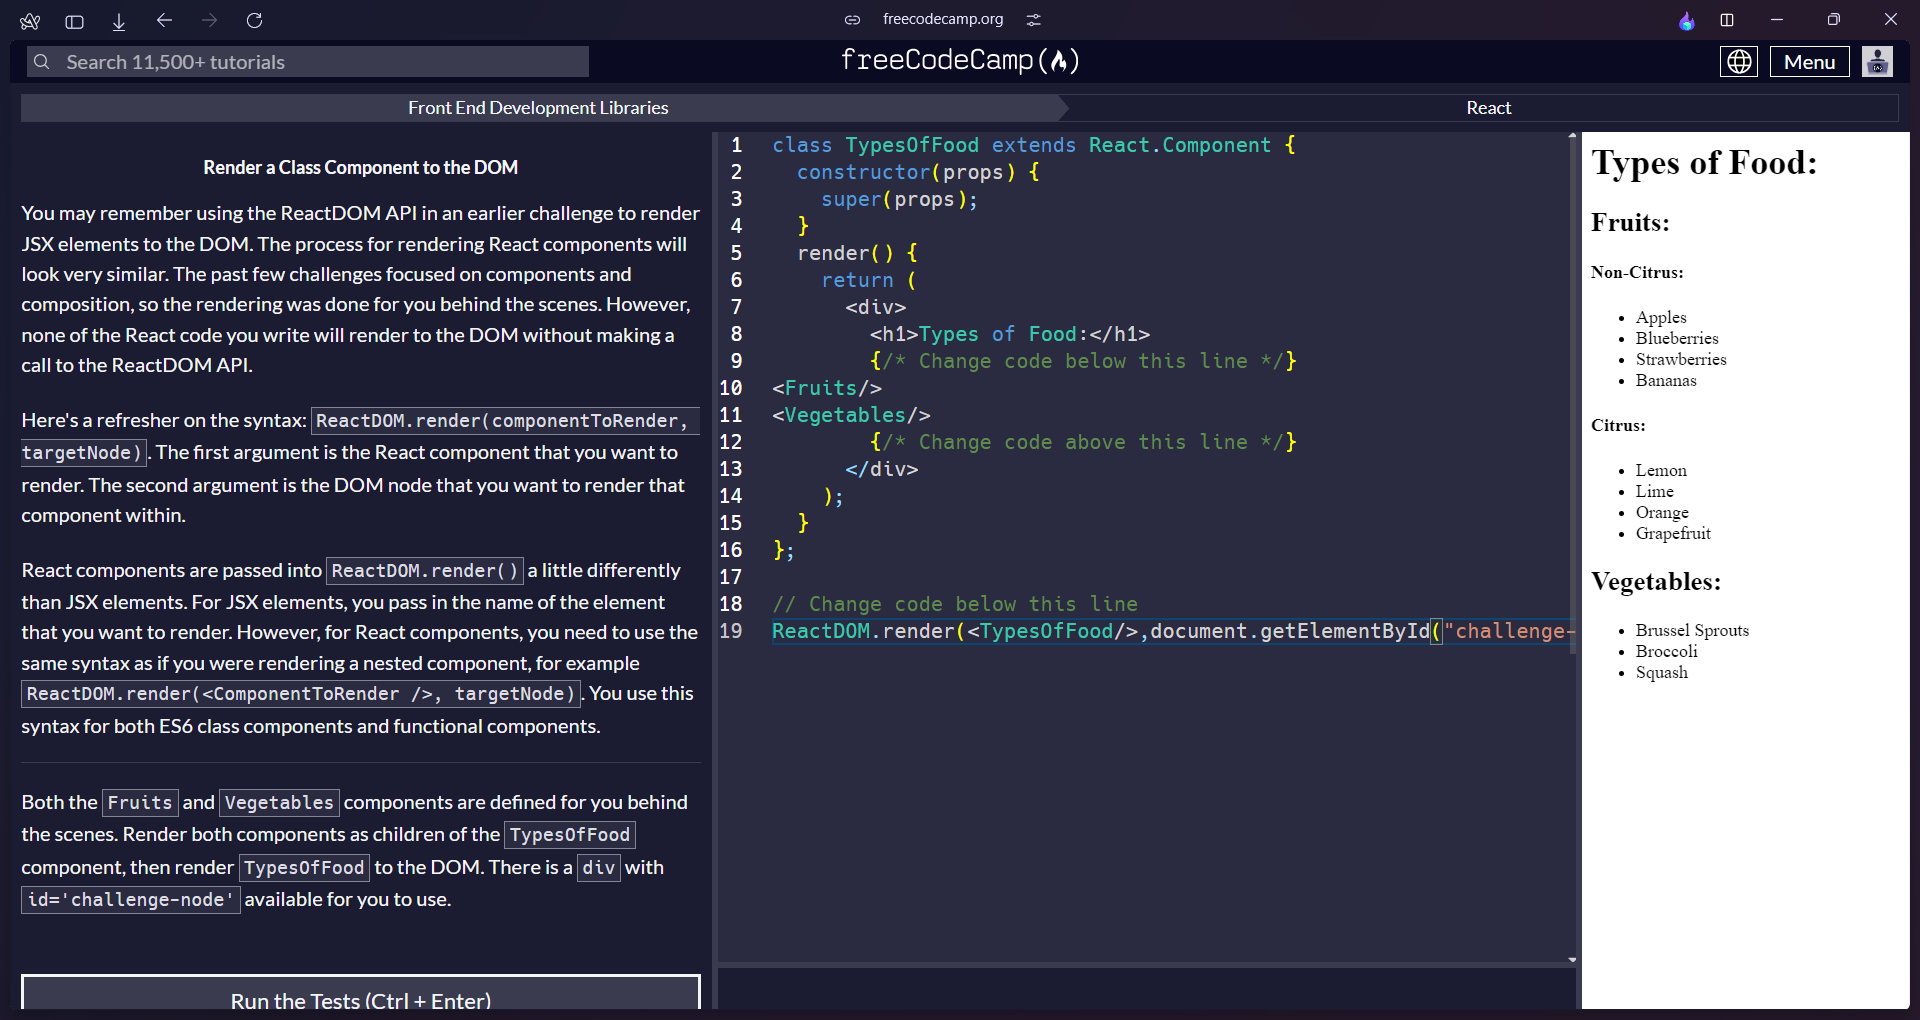 freecodecamp.org
Search 11,500+ tutorials
freeCodeCamp(🔥)
Menu
Front End Development Libraries
React
Render a Class Component to the DOM
You may remember using the ReactDOM API in an earlier challenge to render
JSX elements to the DOM. The process for rendering React components will
look very similar. The past few challenges focused on components and
composition, so the rendering was done for you behind the scenes. However,
none of the React code you write will render to the DOM without making a
call to the ReactDOM API.
Here's a refresher on the syntax: ReactDOM.render(componentToRender,
targetNode). The first argument is the React component that you want to
render. The second argument is the DOM node that you want to render that
component within.
React components are passed into ReactDOM.render() a little differently
than JSX elements. For JSX elements, you pass in the name of the element
that you want to render. However, for React components, you need to use the
same syntax as if you were rendering a nested component, for example
ReactDOM.render(<ComponentToRender />, targetNode). You use this
syntax for both ES6 class components and functional components.
Both the Fruits and Vegetables components are defined for you behind
the scenes. Render both components as children of the TypesOfFood
component, then render TypesOfFood to the DOM. There is a div with
id='challenge-node' available for you to use.
Run the Tests (Ctrl + Enter)
1 class TypesOfFood extends React.Component {
2 constructor(props) {
3 super(props);
4 }
5 render() {
6 return (
7 <div>
8 <h1>Types of Food:</h1>
9 {/* Change code below this line */}
10 <Fruits/>
11 <Vegetables/>
12 {/* Change code above this line */}
13 </div>
14 );
15 }
16 };
17
18 // Change code below this line
19 ReactDOM.render(<TypesOfFood/>,document.getElementById("challenge-
Types of Food:
Fruits:
Non-Citrus:
• Apples
• Blueberries
• Strawberries
• Bananas
Citrus:
• Lemon
• Lime
• Orange
• Grapefruit
Vegetables:
• Brussel Sprouts
• Broccoli
• Squash